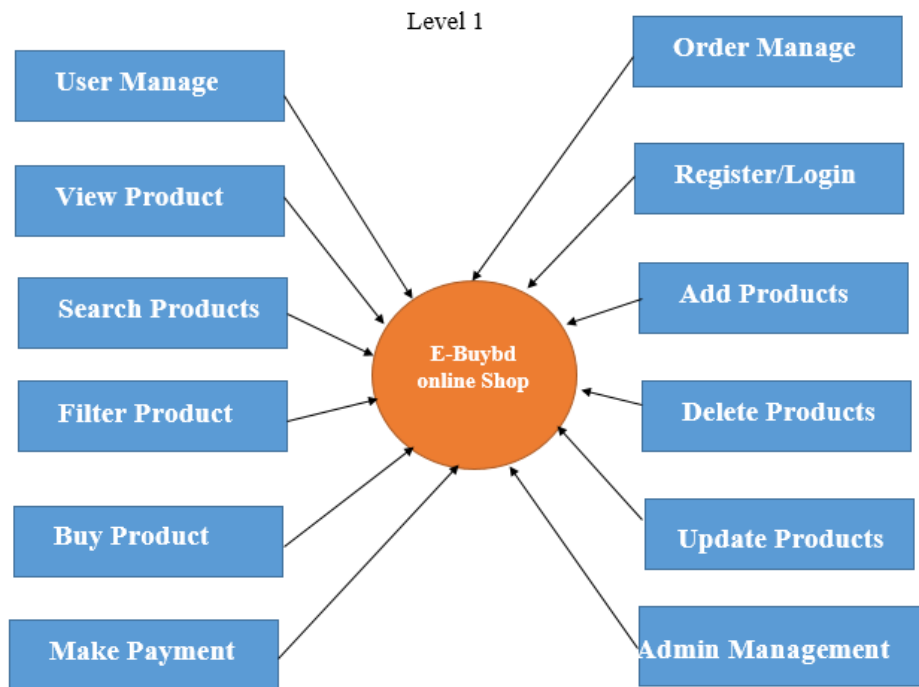 Level 1
User Manage
View Product
Search Products
Filter Product
Buy Product
Make Payment
E-Buybd
online Shop
Order Manage
Register/Login
Add Products
Delete Products
Update Products
Admin Management